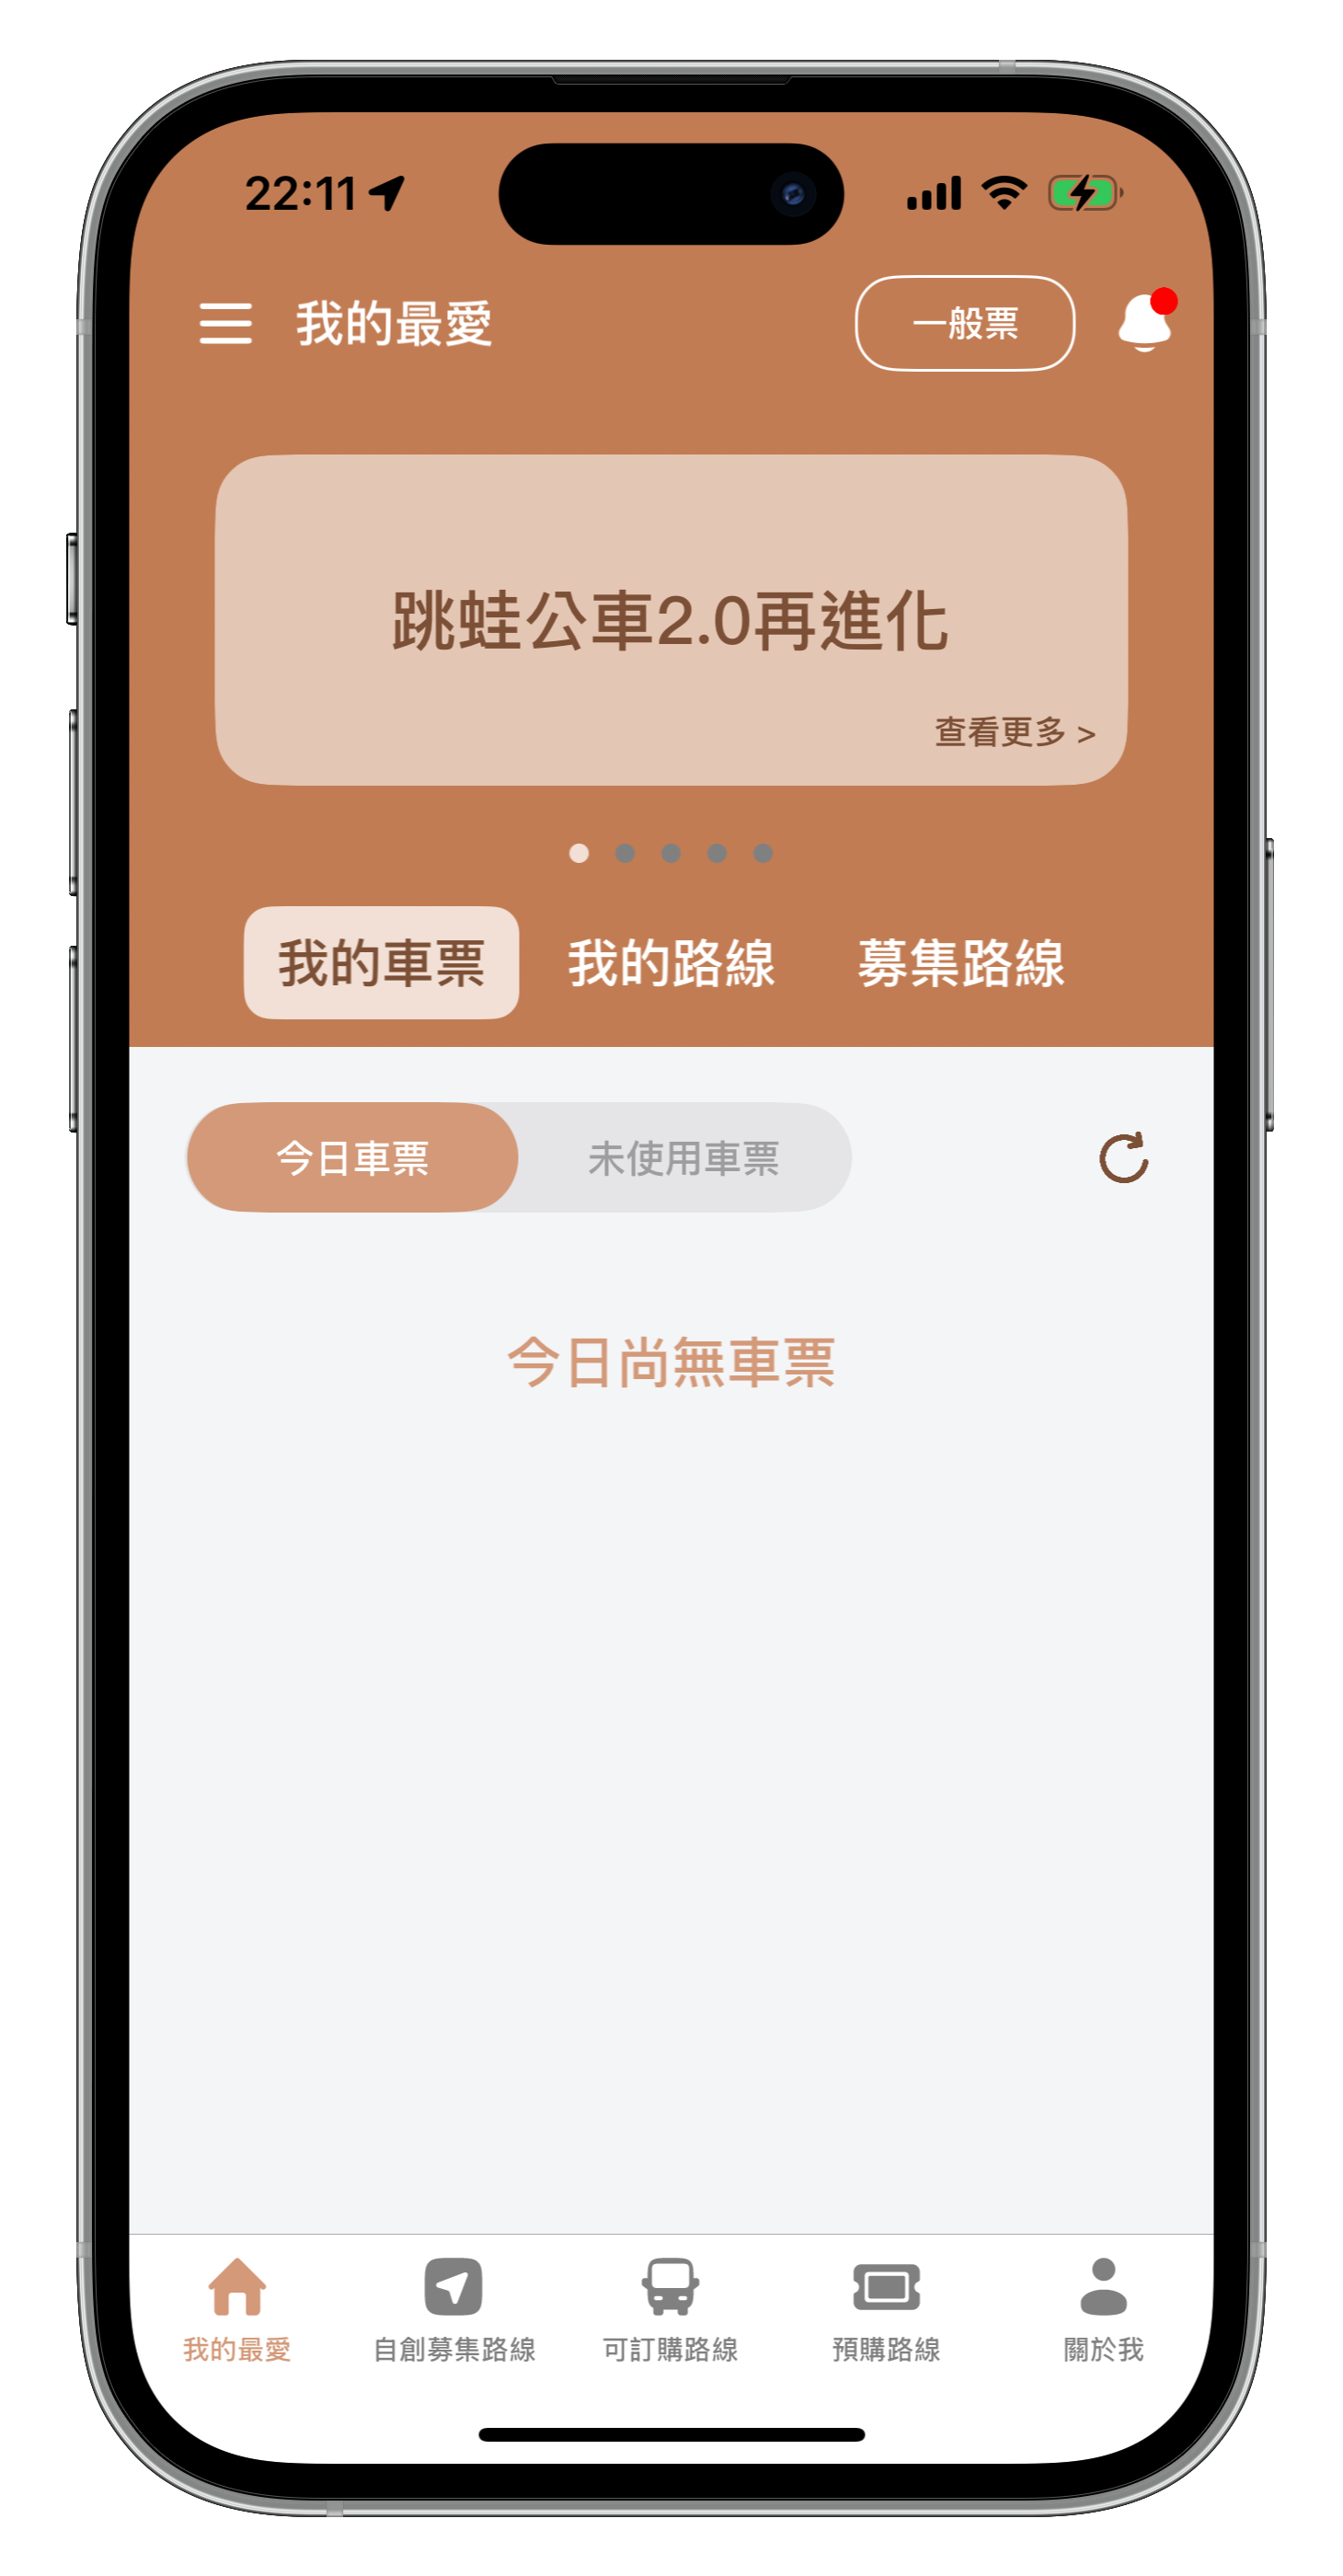 22:11
我的最愛
一般票
跳蛙公車2.0再進化
查看更多 >
我的車票 我的路線 募集路線
今日車票 未使用車票
今日尚無車票
我的最愛 自創募集路線 可訂購路線 預購路線 關於我